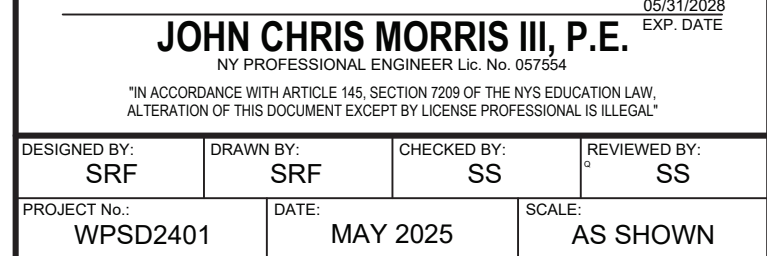 05/31/2028
JOHN CHRIS MORRIS III, P.E. EXP. DATE
NY PROFESSIONAL ENGINEER Lic. No. 057554
"IN ACCORDANCE WITH ARTICLE 145, SECTION 7209 OF THE NYS EDUCATION LAW,
ALTERATION OF THIS DOCUMENT EXCEPT BY LICENSE PROFESSIONAL IS ILLEGAL"
DESIGNED BY: DRAWN BY: CHECKED BY: REVIEWED BY:
SRF SRF SS Q SS
PROJECT No.: DATE: SCALE:
WPSD2401 MAY 2025 AS SHOWN